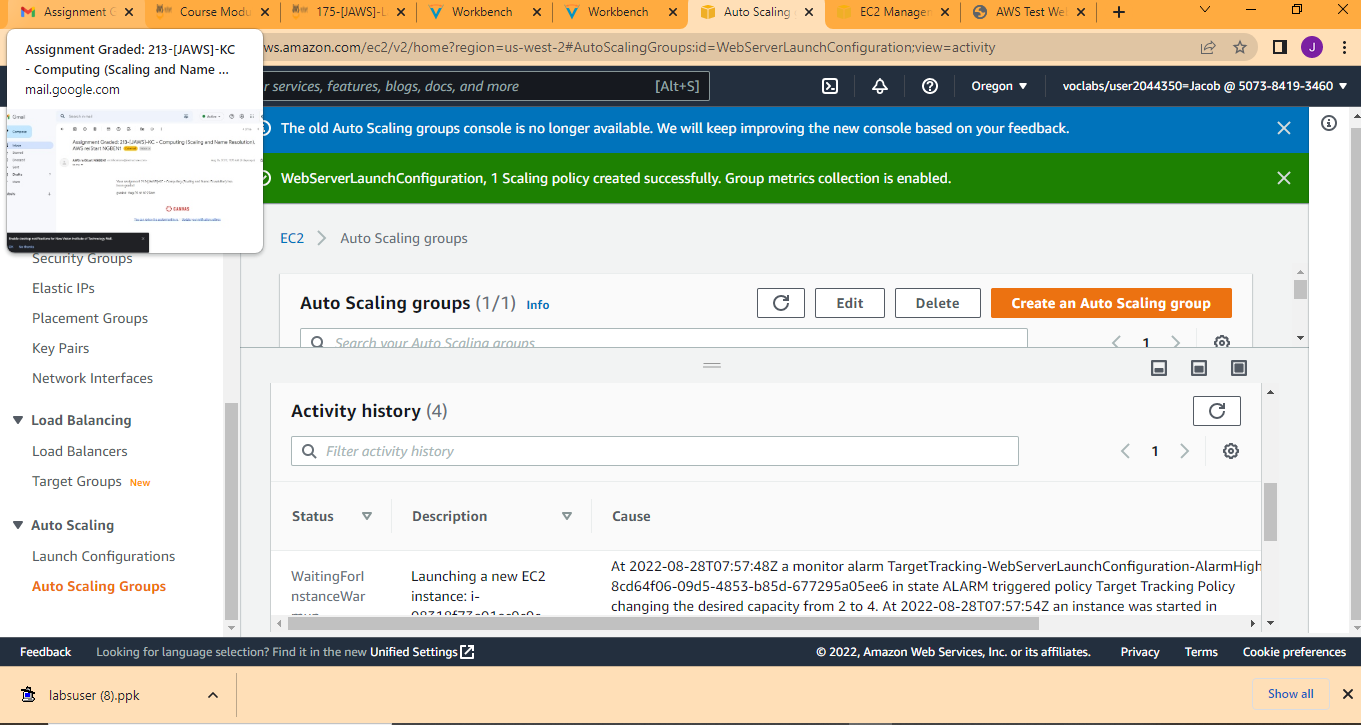 Assignment G
Course Modu
175-[JAWS]-L
Workbench
Workbench
Auto Scaling
EC2 Manager
AWS Test We
Assignment Graded: 213-[JAWS]-KC
- Computing (Scaling and Name ...
mail.google.com
ws.amazon.com/ec2/v2/home?region=us-west-2#AutoScalingGroups:id=WebServerLaunchConfiguration;view=activity
J
r services, features, blogs, docs, and more
[Alt+S]
Oregon ▼
voclabs/user2044350=Jacob @ 5073-8419-3460 ▼
The old Auto Scaling groups console is no longer available. We will keep improving the new console based on your feedback.
WebServerLaunchConfiguration, 1 Scaling policy created successfully. Group metrics collection is enabled.
EC2 > Auto Scaling groups
Security Groups
Elastic IPs
Placement Groups
Key Pairs
Network Interfaces
Load Balancing
Load Balancers
Target Groups New
Auto Scaling
Launch Configurations
Auto Scaling Groups
Auto Scaling groups (1/1) Info
Edit
Delete
Create an Auto Scaling group
Search your Auto Scaling groups
1
Activity history (4)
Filter activity history
1
Status
Description
Cause
WaitingForI
nstanceWar
Launching a new EC2
instance: i-
At 2022-08-28T07:57:48Z a monitor alarm TargetTracking-WebServerLaunchConfiguration-AlarmHigh
8cd64f06-09d5-4853-b85d-677295a05ee6 in state ALARM triggered policy Target Tracking Policy
changing the desired capacity from 2 to 4. At 2022-08-28T07:57:54Z an instance was started in
Feedback
Looking for language selection? Find it in the new Unified Settings
© 2022, Amazon Web Services, Inc. or its affiliates.
Privacy
Terms
Cookie preferences
labsuser (8).ppk
Show all